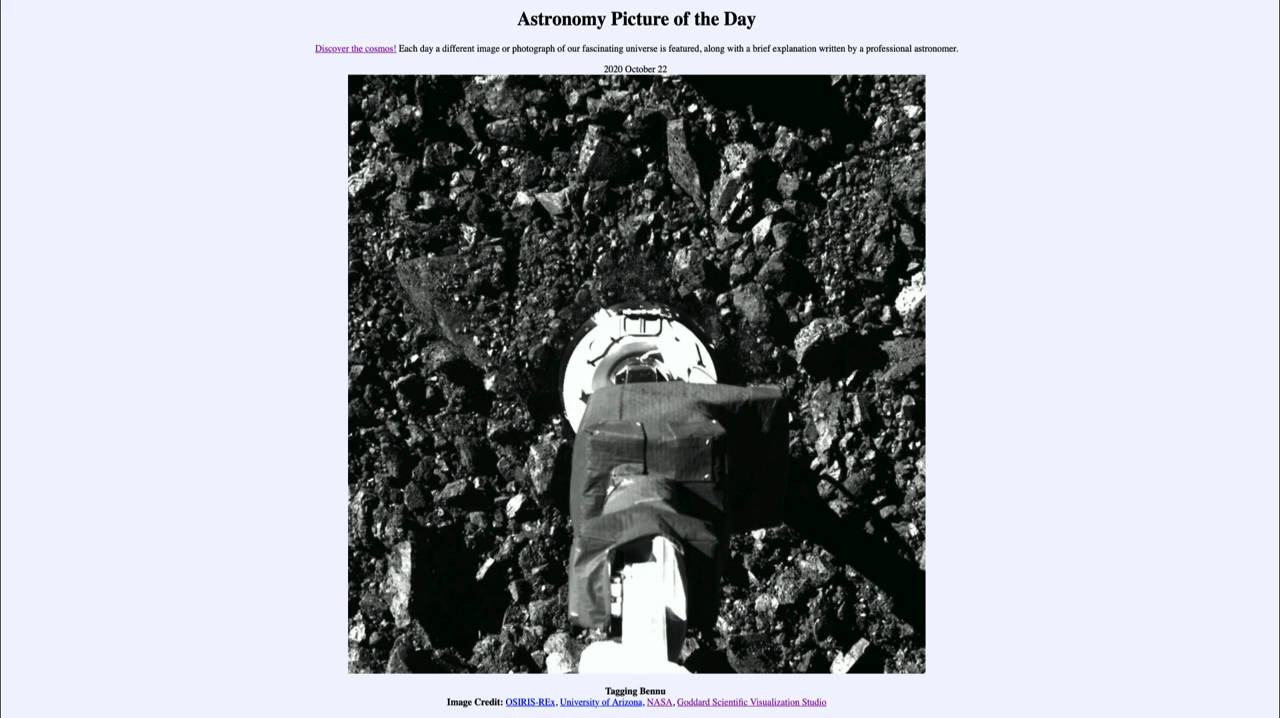 Astronomy Picture of the Day
Discover the cosmos! Each day a different image or photograph of our fascinating universe is featured, along with a brief explanation written by a professional astronomer.
2020 October 22
Tagging Bennu
Image Credit: OSIRIS-REx, University of Arizona, NASA, Goddard Scientific Visualization Studio